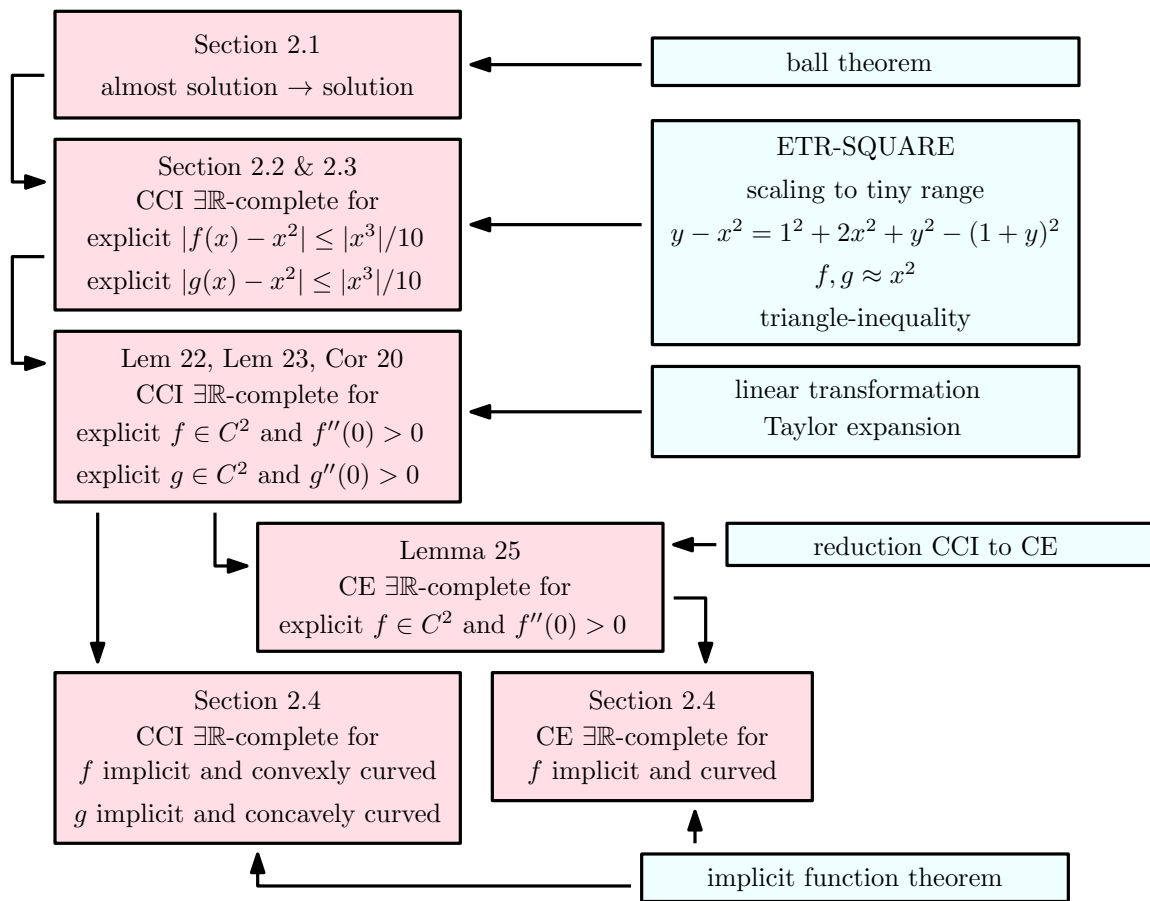 Section 2.1
almost solution → solution
ball theorem
Section 2.2 & 2.3
CCI ∃ℝ-complete for
explicit |f(x) − x²| ≤ |x³|/10
explicit |g(x) − x²| ≤ |x³|/10
ETR-SQUARE
scaling to tiny range
y − x² = 1² + 2x² + y² − (1 + y)²
f, g ≈ x²
triangle-inequality
Lem 22, Lem 23, Cor 20
CCI ∃ℝ-complete for
explicit f ∈ C² and f′′(0) > 0
explicit g ∈ C² and g′′(0) > 0
linear transformation
Taylor expansion
Lemma 25
CE ∃ℝ-complete for
explicit f ∈ C² and f′′(0) > 0
reduction CCI to CE
Section 2.4
CCI ∃ℝ-complete for
f implicit and convexly curved
g implicit and concavely curved
Section 2.4
CE ∃ℝ-complete for
f implicit and curved
implicit function theorem